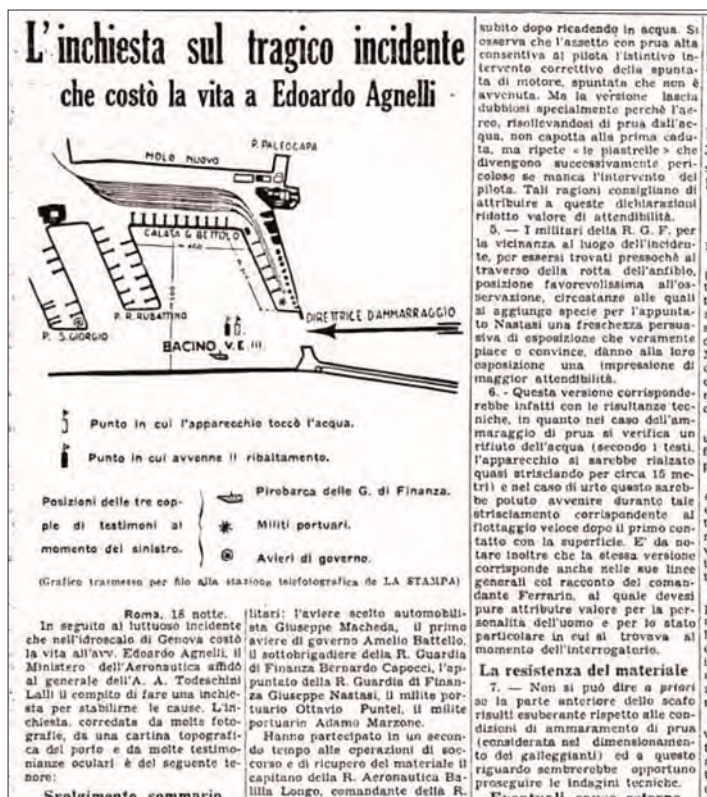 L'inchiesta sul tragico incidente
che costò la vita a Edoardo Agnelli
MOLO NUOVO
P. PALEOCAPA
CALATA G. BETTOLO
P. R. RUBATTINO
P. S. GIORGIO
DIRETTRICE D'AMMARRAGGIO
BACINO V. E. III.
Punto in cui l'apparecchio toccò l'acqua.
Punto in cui avvenne il ribaltamento.
Posizioni delle tre cop-
pie di testimoni al
momento del sinistro.
Pirobarca delle G. di Finanza.
Militi portuari.
Avieri di governo.
(Grafico trasmesso per filo alla stazione telefotografica de LA STAMPA)
Roma, 18 notte.
In seguito al luttuoso incidente
che nell'idroscalo di Genova costò
la vita all'avv. Edoardo Agnelli, il
Ministero dell'Aeronautica affidò
al generale dell'A. A. Todeschini
Lalli il compito di fare una inchie-
sta per stabilirne le cause. L'in-
chiesta, corredata da molte foto-
grafie, da una cartina topografi-
ca del porto e da molte testimo-
nianze oculari è del seguente te-
nore:
Svolgimento sommario
litari: l'aviere scelto automobili-
sta Giuseppe Macheda, il primo
aviere di governo Amelio Battello,
il sottobrigadiere della R. Guardia
di Finanza Bernardo Capocci, l'ap-
puntato della R. Guardia di Finan-
za Giuseppe Nastasi, il milite por-
tuario Ottavio Puntel, il milite
portuario Adamo Marzone.
Hanno partecipato in un secon-
do tempo alle operazioni di soc-
corso e di ricupero del materiale il
capitano della R. Aeronautica Ba-
lilla Longo, comandante della R.
subito dopo ricadendo in acqua. Si
osserva che l'assetto con prua alta
consentiva al pilota l'istintivo in-
tervento correttivo della spunta-
ta di motore, spuntata che non è
avvenuta. Ma la versione lascia
dubbiosi specialmente perchè l'ae-
reo, risollevandosi di prua dall'ac-
qua, non capotta alla prima cadu-
ta, ma ripete « le piastrelle » che
divengono successivamente peri-
colose se manca l'intervento del
pilota. Tali ragioni consigliano di
attribuire a queste dichiarazioni
ridotto valore di attendibilità.
5. — I militari della R. G. F. per
la vicinanza al luogo dell'inciden-
te, per essersi trovati pressochè al
traverso della rotta dell'anfibio,
posizione favorevolissima all'os-
servazione, circostanze alle quali
si aggiunge specie per l'appunta-
to Nastasi una freschezza persua-
siva di esposizione che veramente
piace o convince, dànno alla loro
esposizione una impressione di
maggior attendibilità.
6. - Questa versione corrisponde-
rebbe infatti con le risultanze tec-
niche, in quanto nel caso dell'am-
maraggio di prua si verifica un
rifiuto dell'acqua (secondo i testi,
l'apparecchio si sarebbe rialzato
quasi strisciando per circa 15 me-
tri) e nel caso di urto questo sareb-
be potuto avvenire durante tale
strisciamento corrispondente al
flottaggio veloce dopo il primo con-
tatto con la superficie. E' da no-
tare inoltre che la stessa versione
corrisponde anche nelle sue linee
generali col racconto del coman-
dante Ferrarin, al quale devesi
pure attribuire valore per la per-
sonalità dell'uomo e per lo stato
particolare in cui si trovava al
momento dell'interrogatorio.
La resistenza del materiale
7. — Non si può dire a priori
se la parte anteriore dello scafo
risulti esuberante rispetto alle con-
dizioni di ammaramento di prua
(considerata nel dimensionamen-
to dei galleggianti) ed a questo
riguardo sembrerebbe opportuno
proseguire le indagini tecniche.